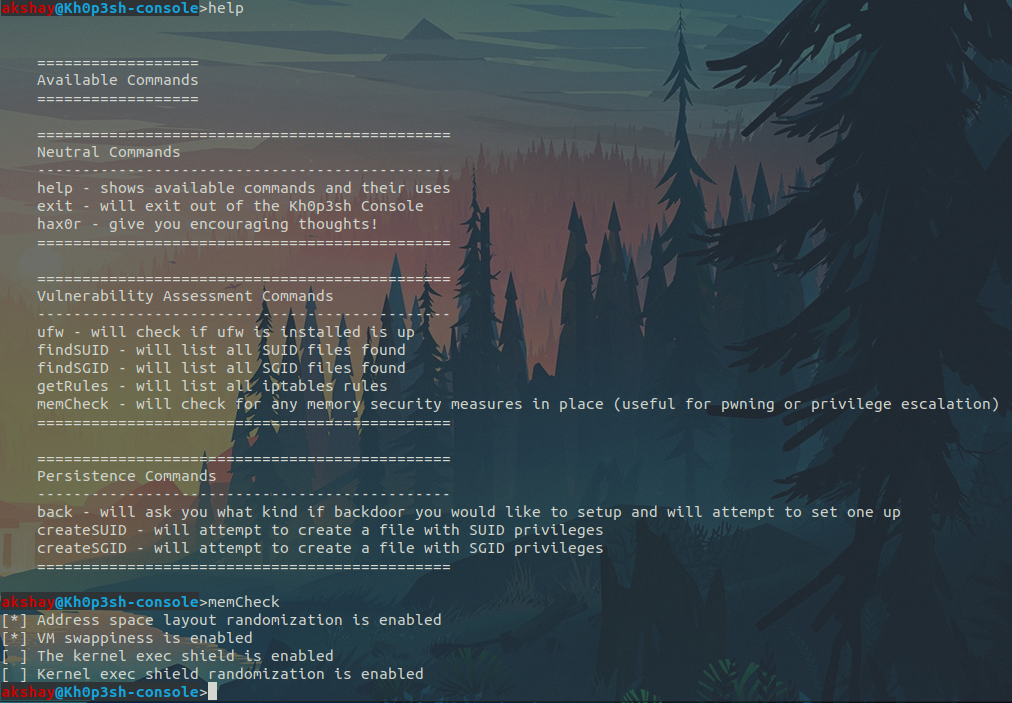 akshay@Kh0p3sh-console>help
==================
Available Commands
==================
==============================================
Neutral Commands
----------------------------------------------
help - shows available commands and their uses
exit - will exit out of the Kh0p3sh Console
hax0r - give you encouraging thoughts!
==============================================
==============================================
Vulnerability Assessment Commands
----------------------------------------------
ufw - will check if ufw is installed is up
findSUID - will list all SUID files found
findSGID - will list all SGID files found
getRules - will list all iptables rules
memCheck - will check for any memory security measures in place (useful for pwning or privilege escalation)
==============================================
==============================================
Persistence Commands
----------------------------------------------
back - will ask you what kind if backdoor you would like to setup and will attempt to set one up
createSUID - will attempt to create a file with SUID privileges
createSGID - will attempt to create a file with SGID privileges
==============================================
akshay@Kh0p3sh-console>memCheck
[*] Address space layout randomization is enabled
[*] VM swappiness is enabled
[ ] The kernel exec shield is enabled
[ ] Kernel exec shield randomization is enabled
akshay@Kh0p3sh-console>